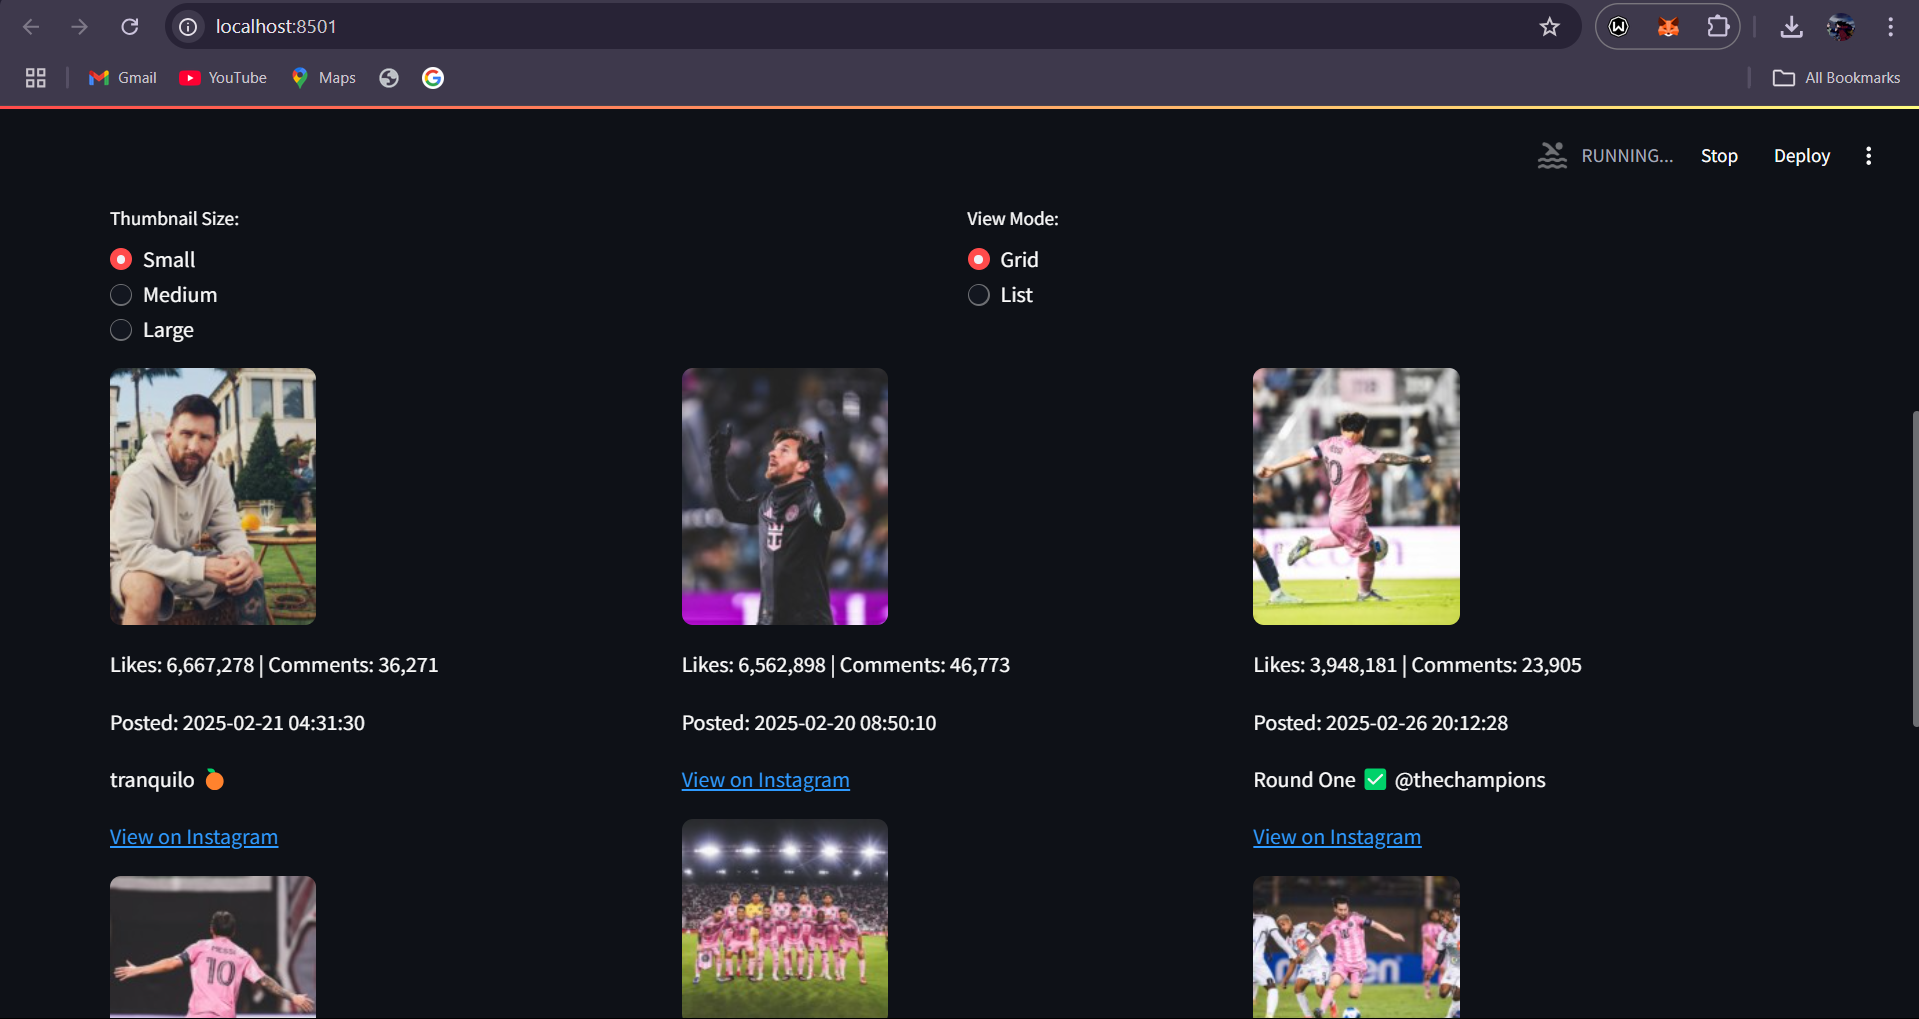 localhost:8501
Gmail
YouTube
Maps
All Bookmarks
RUNNING...
Stop
Deploy
Thumbnail Size:
Small
Medium
Large
View Mode:
Grid
List
Likes: 6,667,278 | Comments: 36,271
Posted: 2025-02-21 04:31:30
tranquilo 🍊
View on Instagram
Likes: 6,562,898 | Comments: 46,773
Posted: 2025-02-20 08:50:10
View on Instagram
Likes: 3,948,181 | Comments: 23,905
Posted: 2025-02-26 20:12:28
Round One ✅ @thechampions
View on Instagram
MESSI
10